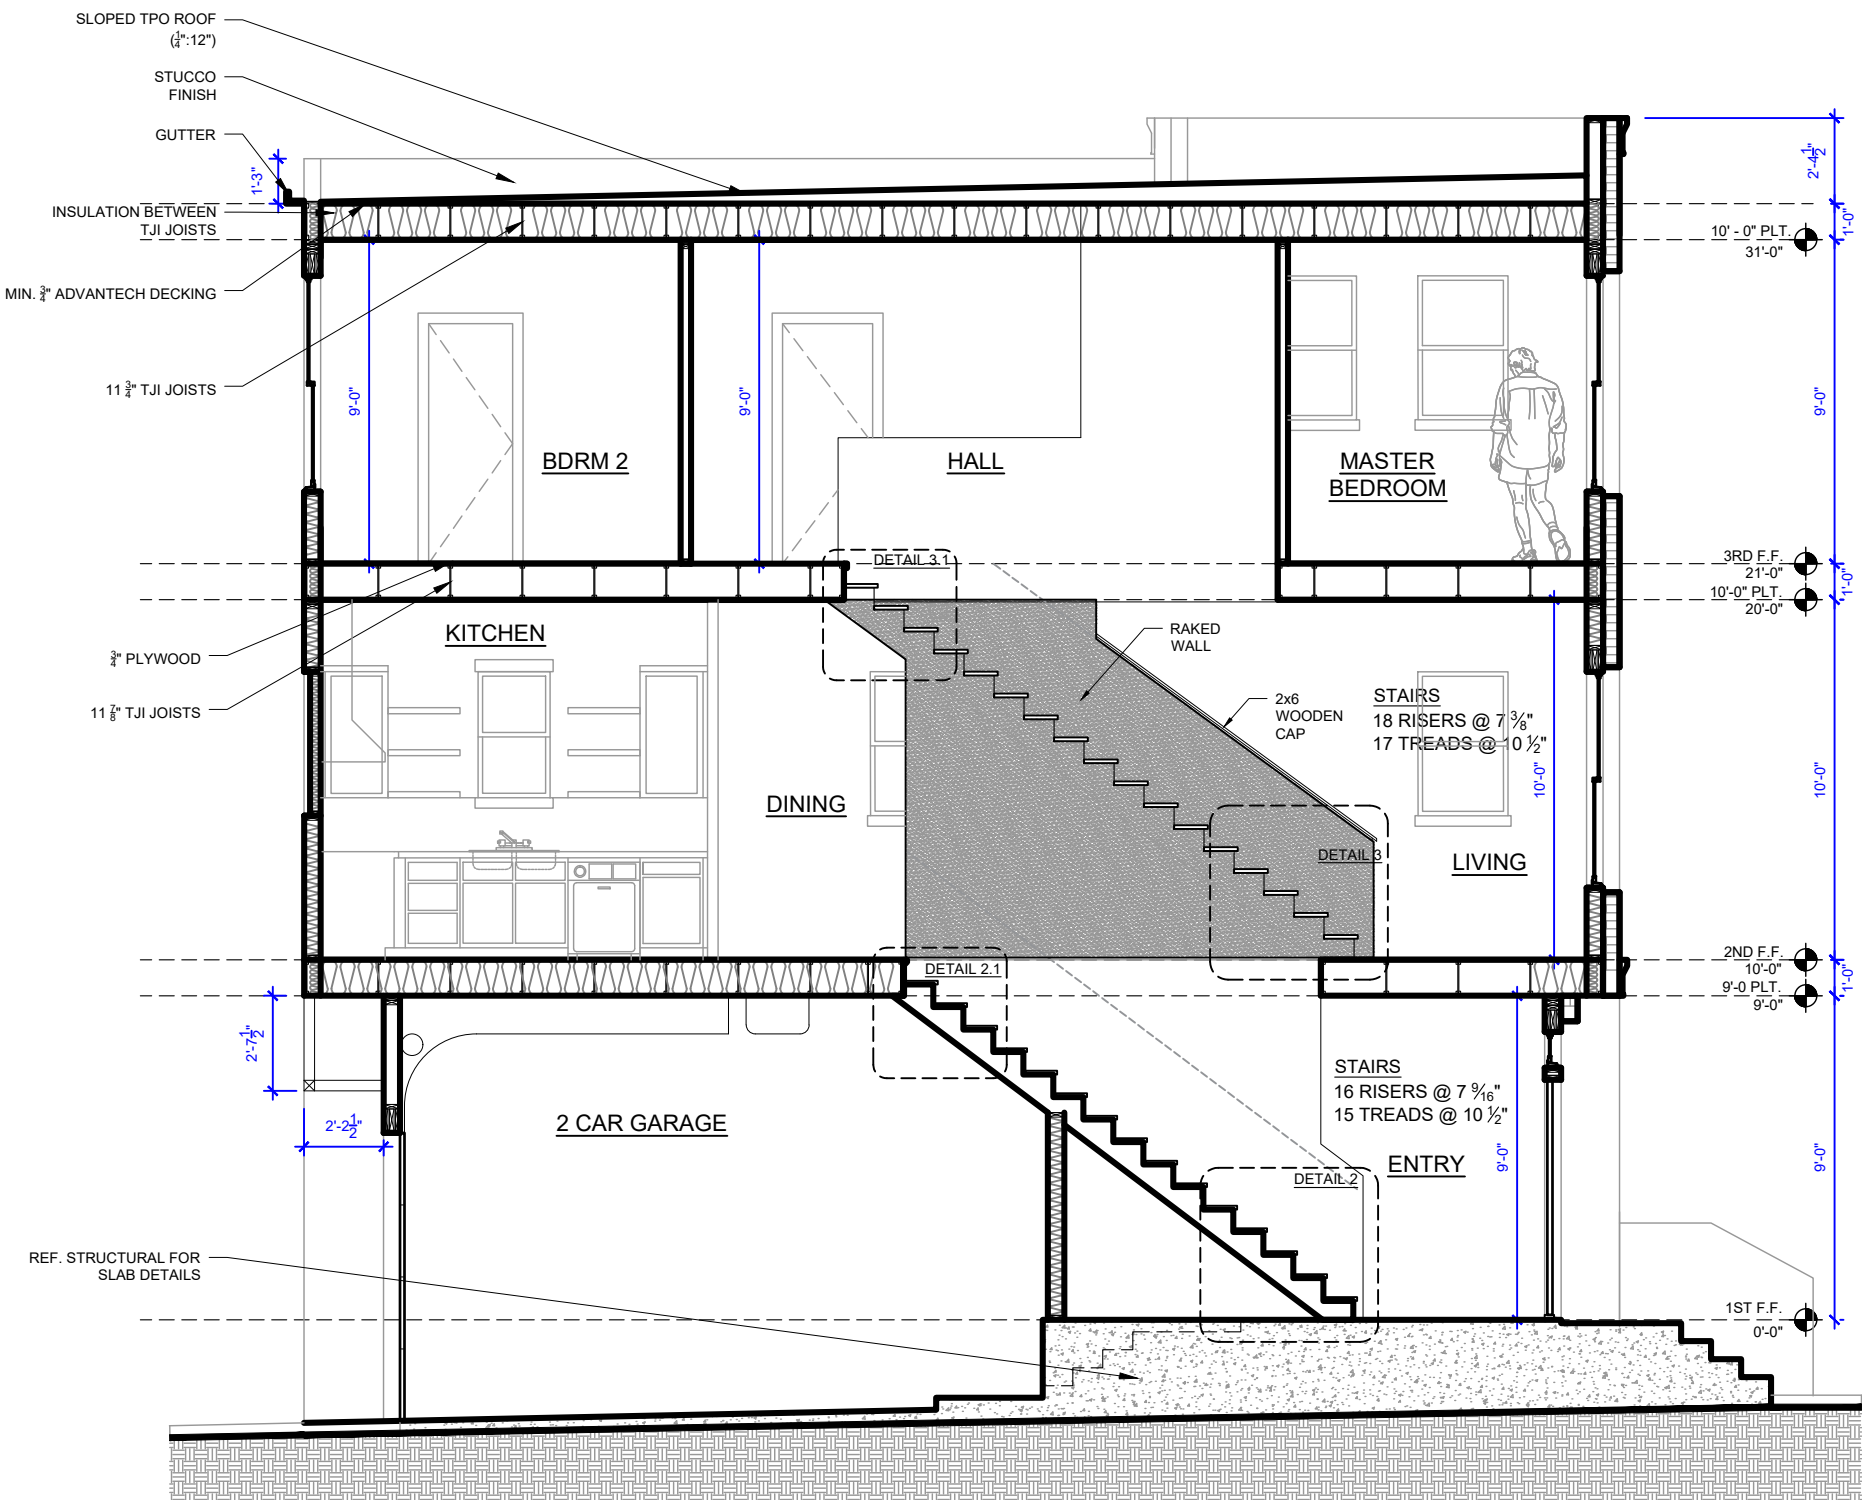 SLOPED TPO ROOF
(1/4":12")
STUCCO
FINISH
GUTTER
1'-3"
INSULATION BETWEEN
TJI JOISTS
MIN. 3/4" ADVANTECH DECKING
11 3/4" TJI JOISTS
2'-4 1/2"
1'-0"
10' - 0" PLT.
31'-0"
9'-0"
9'-0"
9'-0"
BDRM 2
HALL
MASTER
BEDROOM
DETAIL 3.1
3RD F.F.
21'-0"
1'-0"
10'-0" PLT.
20'-0"
KITCHEN
3/4" PLYWOOD
11 7/8" TJI JOISTS
RAKED
WALL
2x6
WOODEN
CAP
STAIRS
18 RISERS @ 7 3/8"
17 TREADS @ 10 1/2"
10'-0"
10'-0"
DINING
DETAIL 3
LIVING
2ND F.F.
10'-0"
1'-0"
9'-0 PLT.
9'-0"
DETAIL 2.1
2'-7 1/2"
2'-2 1/2"
2 CAR GARAGE
STAIRS
16 RISERS @ 7 9/16"
15 TREADS @ 10 1/2"
9'-0"
9'-0"
ENTRY
DETAIL 2
REF. STRUCTURAL FOR
SLAB DETAILS
1ST F.F.
0'-0"